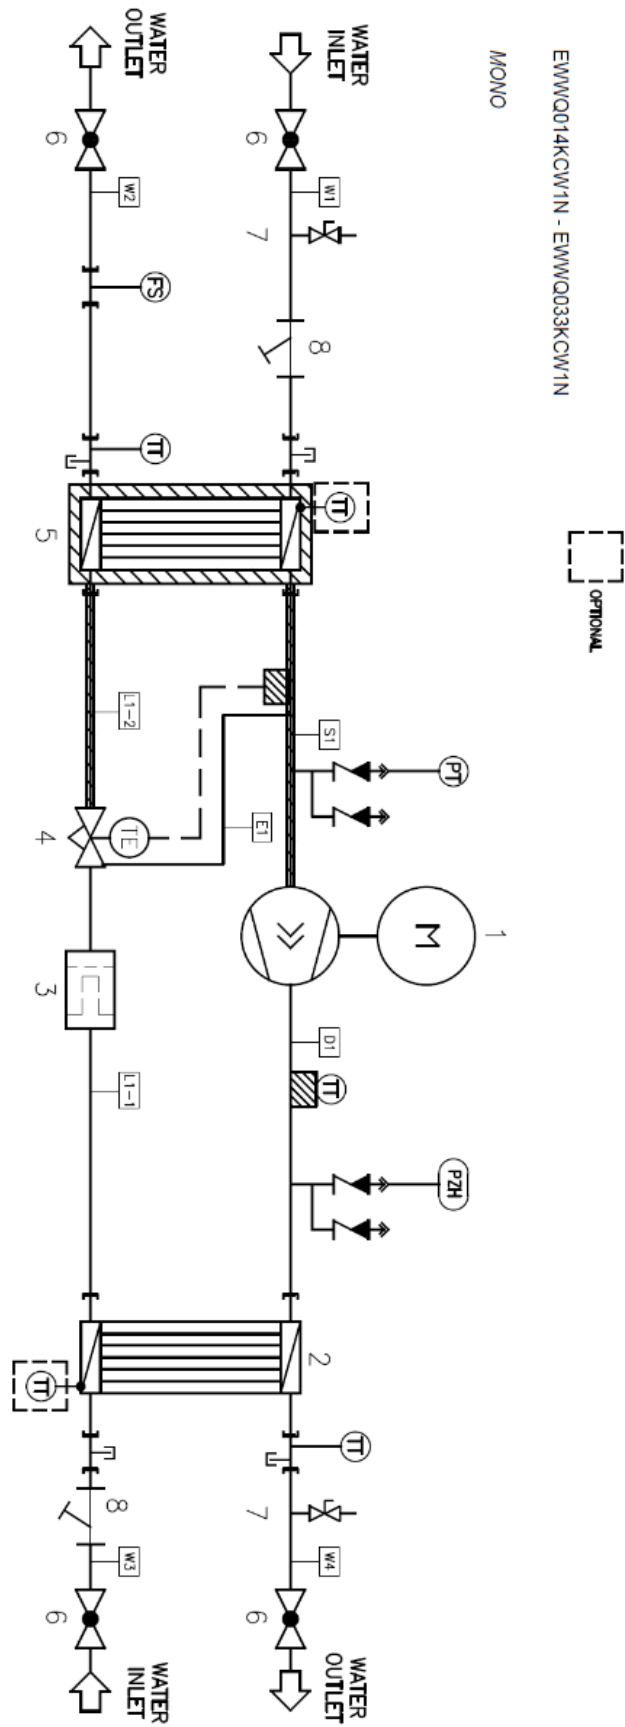 EWWQ014KCW1N - EWWQ033KCW1N
OPTIONAL
MONO
1
PT
PZH
M
WATER
INLET
6
W1
7
8
TT
S1
D1
TT
2
TT
7
W4
6
WATER
OUTLET
E1
WATER
OUTLET
6
W2
FS
TT
5
L1-2
TE
4
3
L1-1
TT
8
W3
6
WATER
INLET